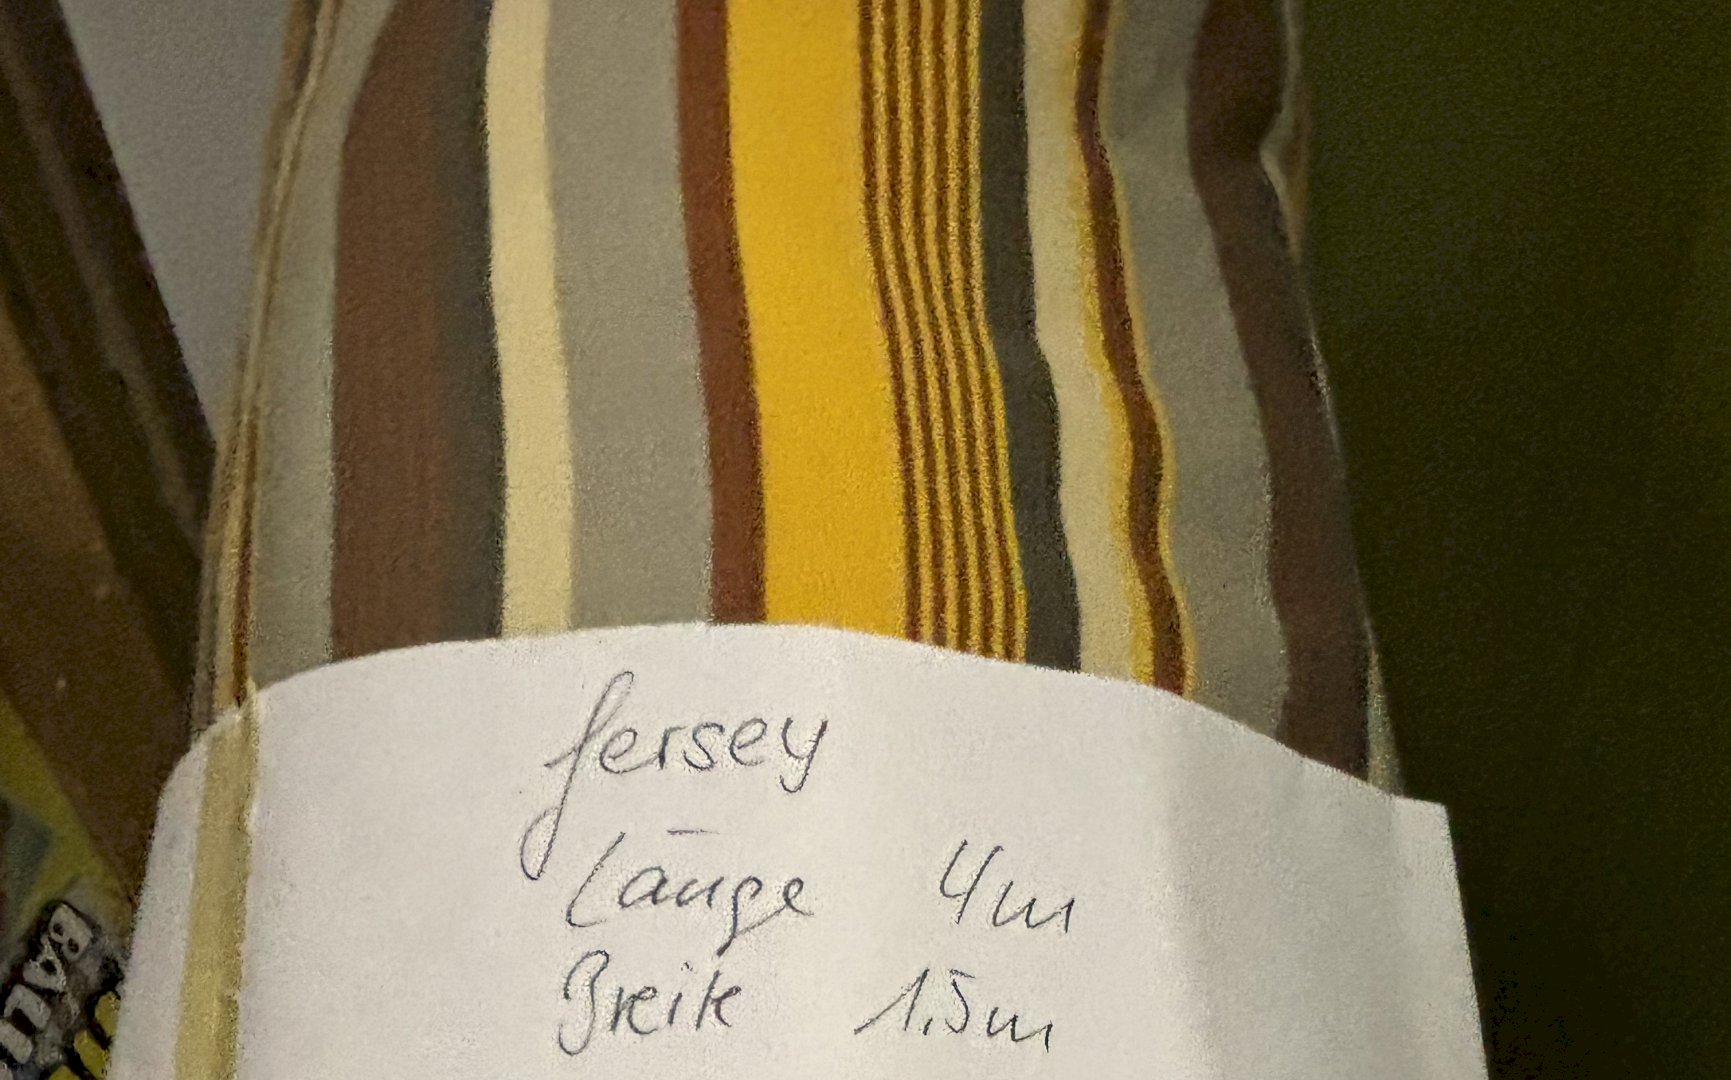 Jersey
Länge 4m
Breite 1,5m